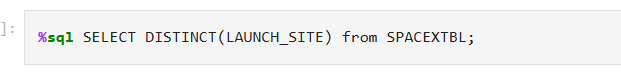 ]:
%sql SELECT DISTINCT(LAUNCH_SITE) from SPACEXTBL;